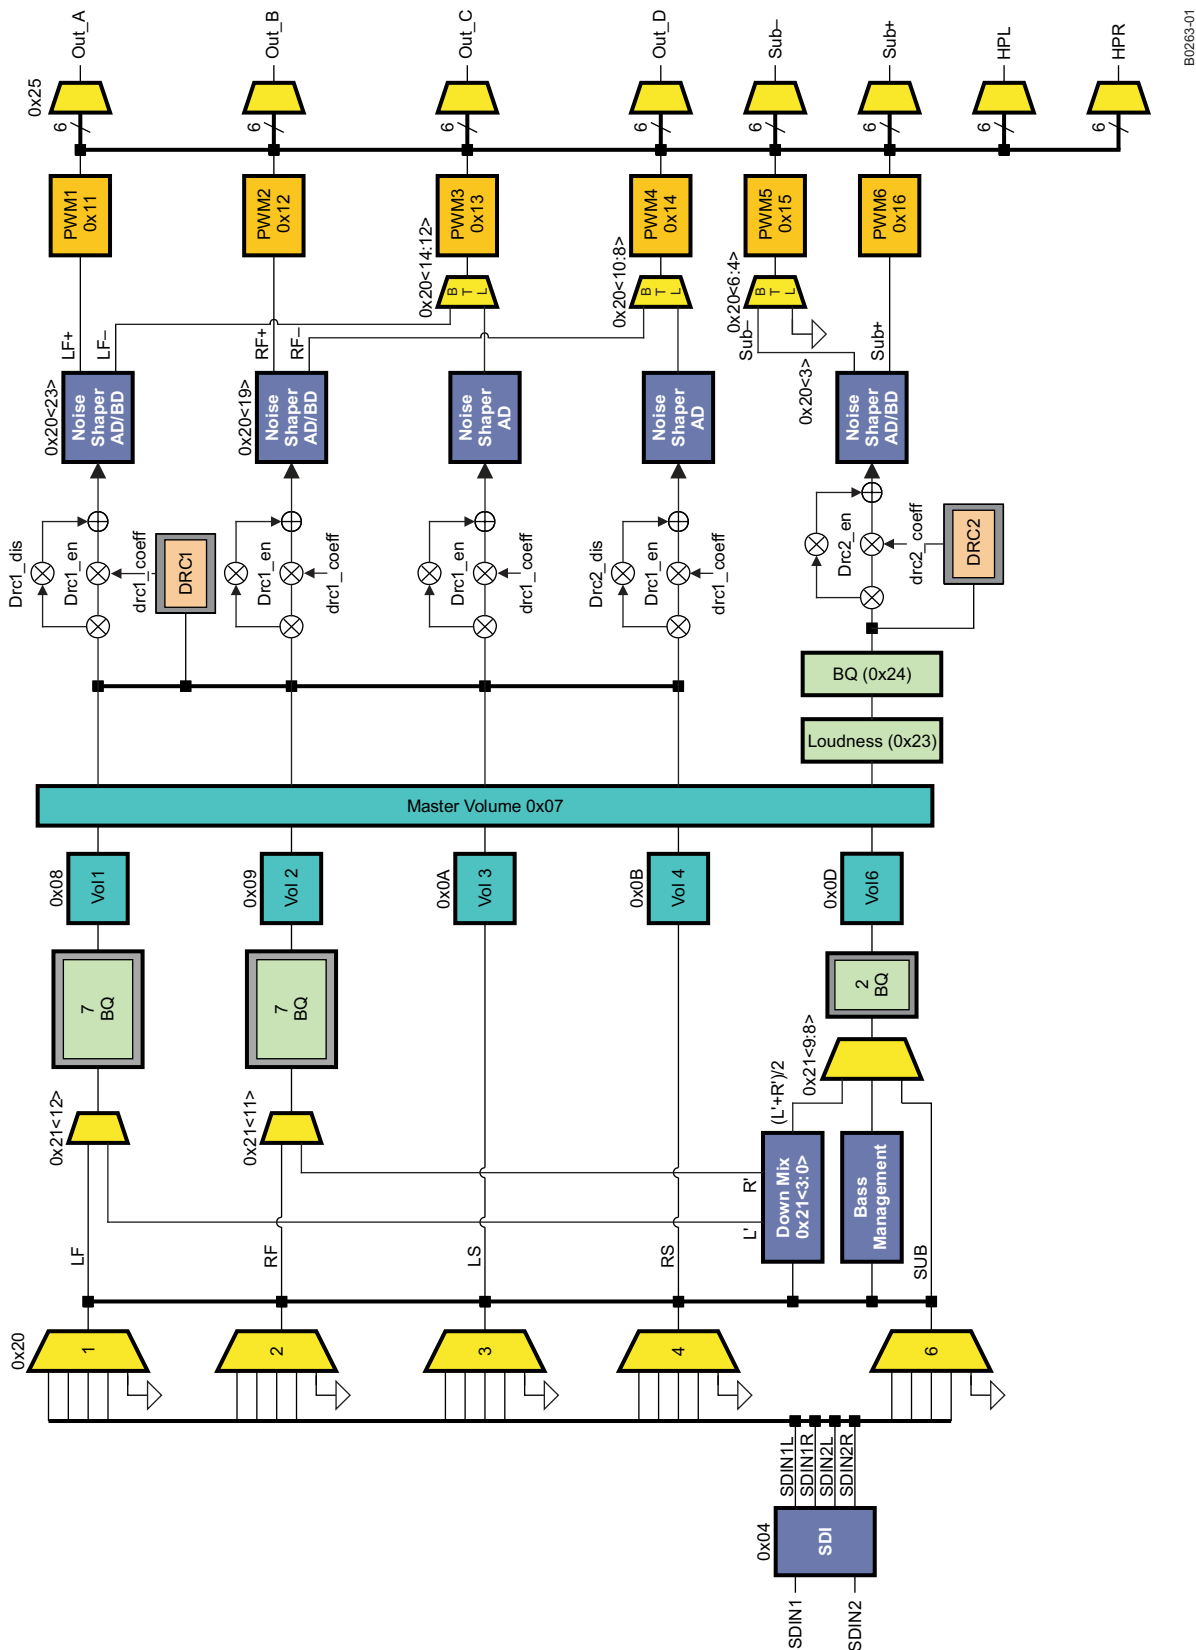 SDIN1
SDIN2
0x04
SDI
SDIN1L
SDIN1R
SDIN2L
SDIN2R
0x20
1
2
3
4
6
LF
RF
LS
RS
SUB
L'
R'
Down Mix
0x21<3:0>
Bass
Management
(L'+R')/2
0x21<12>
0x21<11>
0x21<9:8>
7
BQ
7
BQ
2
BQ
0x08
Vol1
0x09
Vol 2
0x0A
Vol 3
0x0B
Vol 4
0x0D
Vol6
Master Volume 0x07
Loudness (0x23)
BQ (0x24)
Drc1_dis
Drc1_en
drc1_coeff
DRC1
Drc1_en
drc1_coeff
Drc1_en
drc1_coeff
Drc2_dis
Drc1_en
drc1_coeff
Drc2_en
drc2_coeff
DRC2
0x20<23>
Noise
Shaper
AD/BD
0x20<19>
Noise
Shaper
AD/BD
Noise
Shaper
AD
Noise
Shaper
AD
0x20<3>
Noise
Shaper
AD/BD
LF+
LF–
RF+
RF–
Sub–
Sub+
0x20<14:12>
B
T
L
0x20<10:8>
B
T
L
0x20<6:4>
B
T
L
PWM1
0x11
PWM2
0x12
PWM3
0x13
PWM4
0x14
PWM5
0x15
PWM6
0x16
0x25
6
6
6
6
6
6
6
6
Out_A
Out_B
Out_C
Out_D
Sub–
Sub+
HPL
HPR
B0263-01